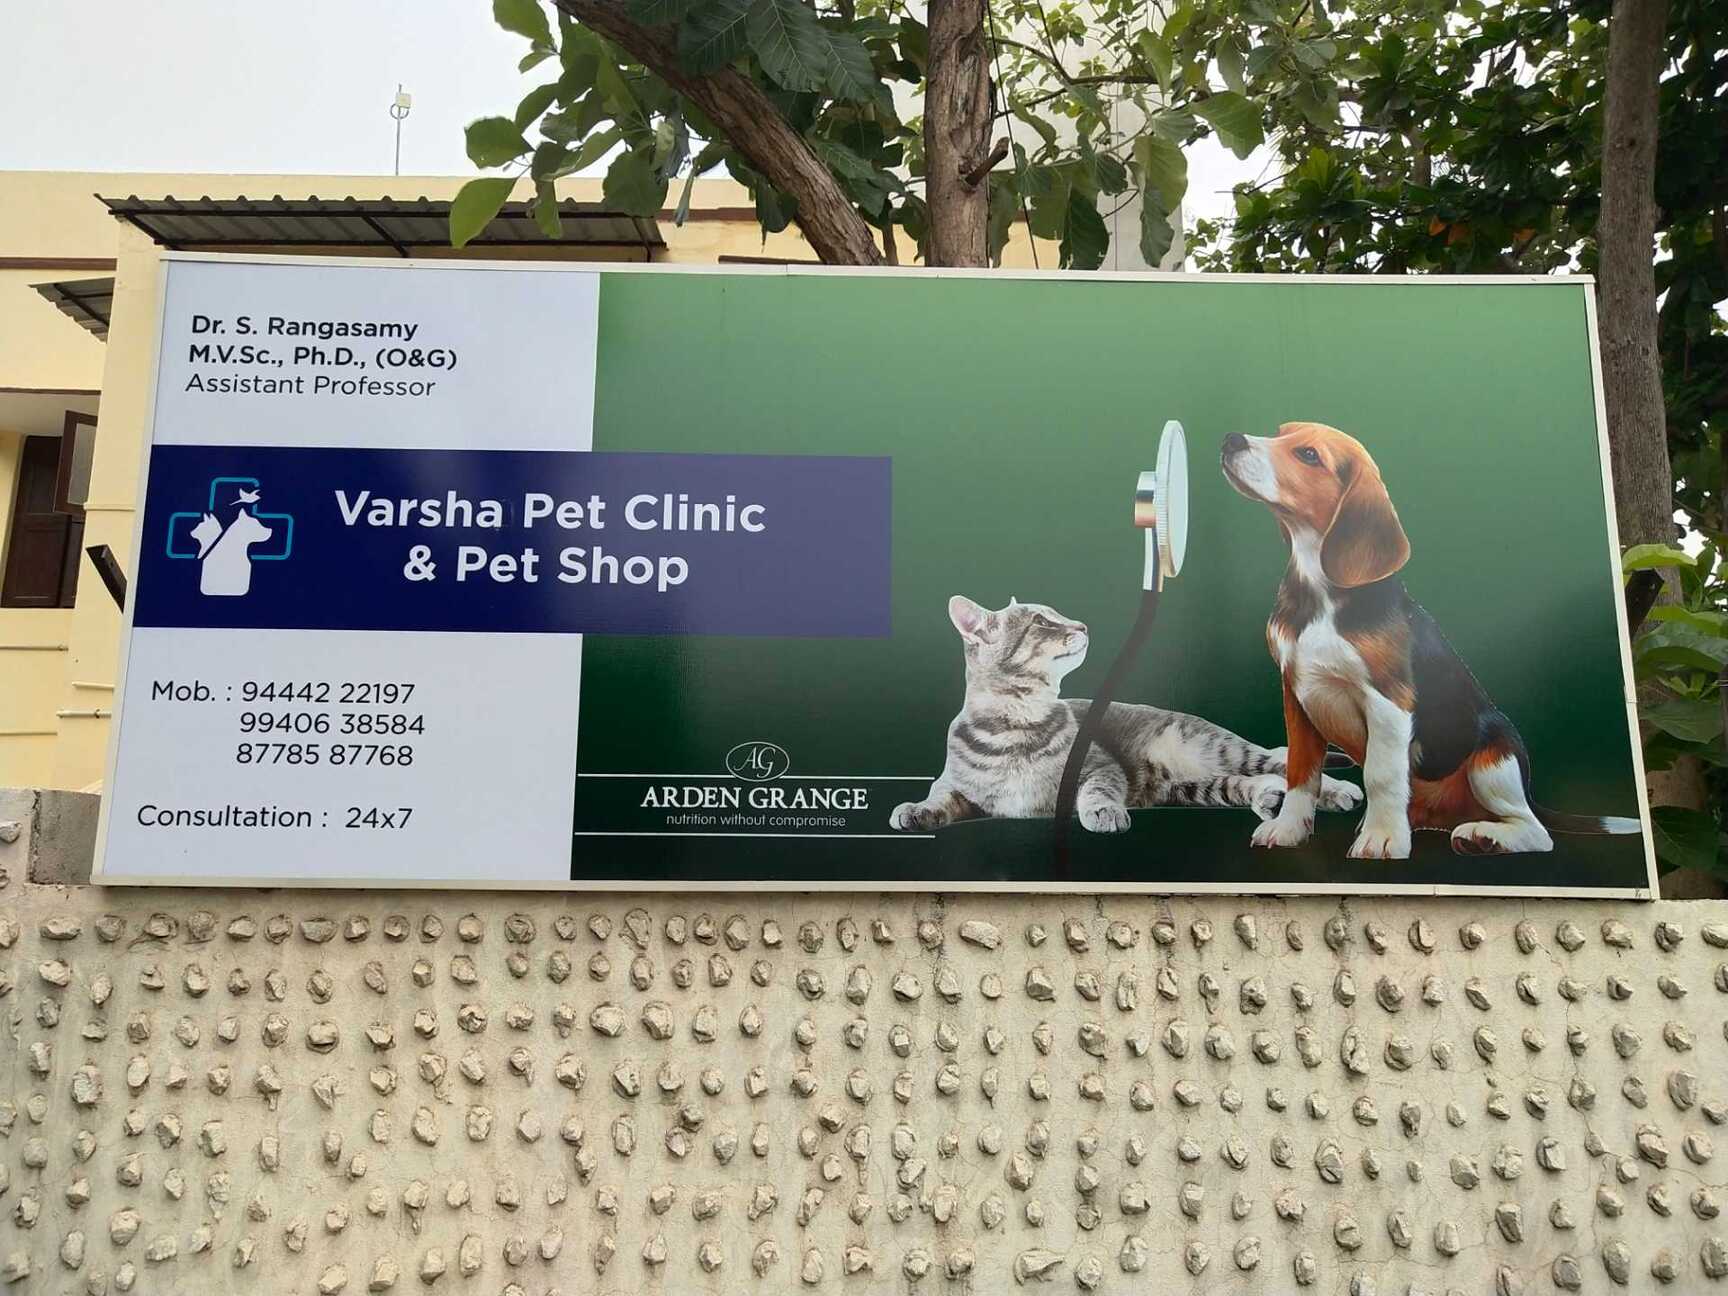 Dr. S. Rangasamy
M.V.Sc., Ph.D., (O&G)
Assistant Professor
Varsha Pet Clinic
& Pet Shop
Mob. : 94442 22197
99406 38584
87785 87768
Consultation : 24x7
AG
ARDEN GRANGE
nutrition without compromise